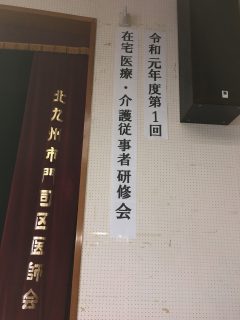 令和元年度第1回
在宅医療・介護従事者研修会
北九州市門司区医師会